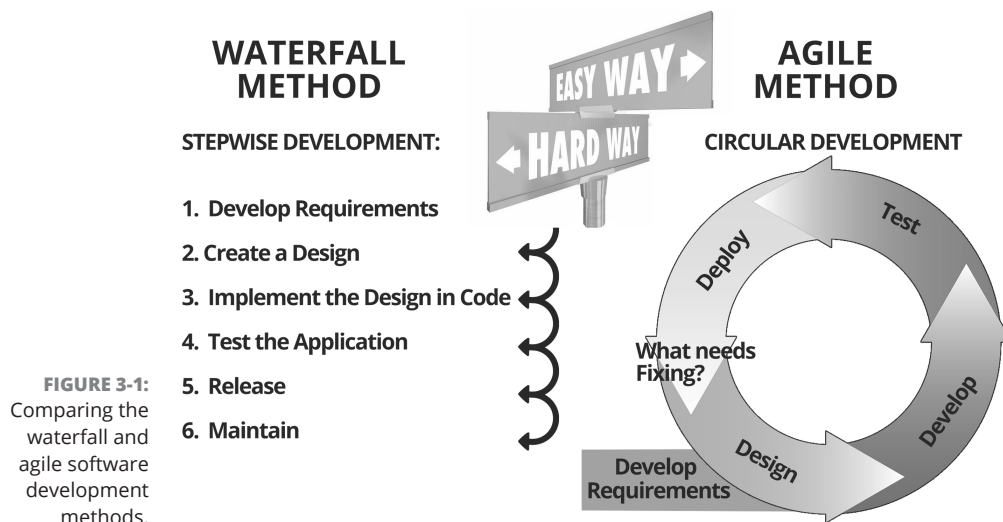 WATERFALL
METHOD
STEPWISE DEVELOPMENT:
1. Develop Requirements
2. Create a Design
3. Implement the Design in Code
4. Test the Application
5. Release
6. Maintain
EASY WAY
HARD WAY
AGILE
METHOD
CIRCULAR DEVELOPMENT
Test
Deploy
What needs
Fixing?
Develop
Design
Develop
Requirements
FIGURE 3-1:
Comparing the
waterfall and
agile software
development
methods.